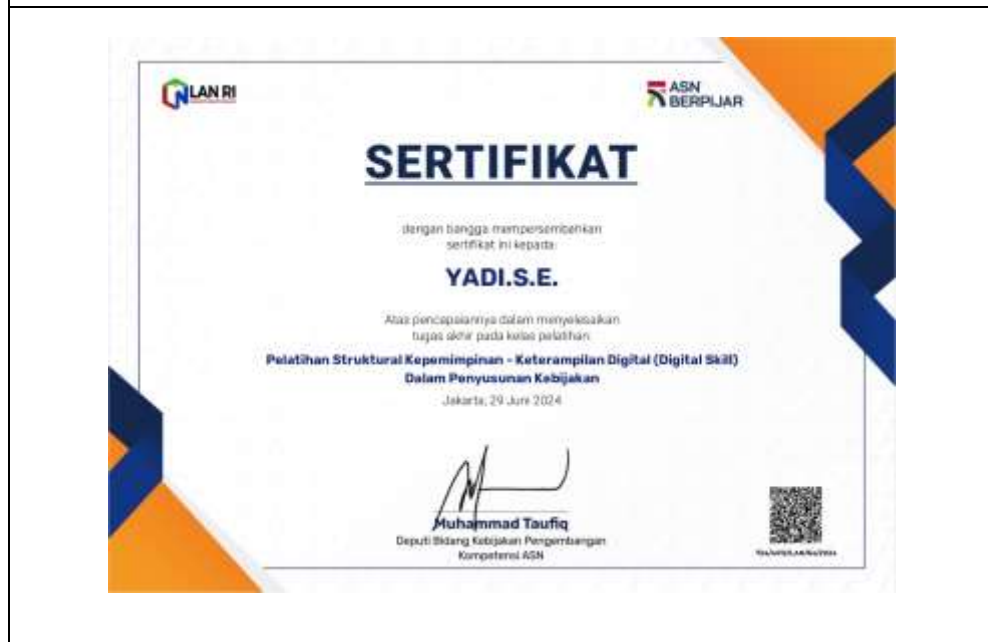 LAN RI
ASN
BERPIJAR
SERTIFIKAT
dengan bangga mempersembahkan
sertifikat ini kepada
YADI.S.E.
Atas pencapaiannya dalam menyelesaikan
tugas akhir pada kelas pelatihan:
Pelatihan Struktural Kepemimpinan - Keterampilan Digital (Digital Skill)
Dalam Penyusunan Kebijakan
Jakarta, 29 Juni 2024
Muhammad Taufiq
Deputi Bidang Kebijakan Pengembangan
Kompetensi ASN